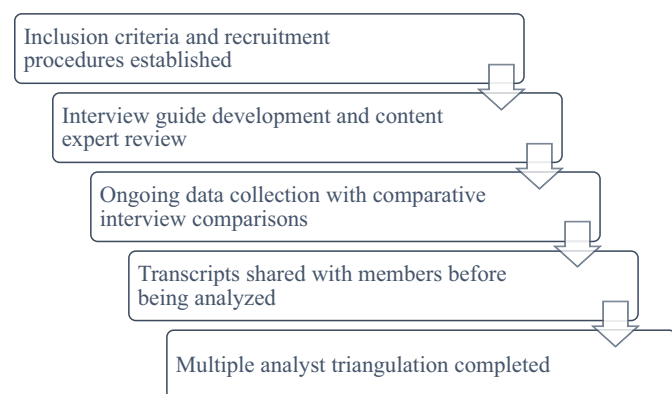 Inclusion criteria and recruitment
procedures established
Interview guide development and content
expert review
Ongoing data collection with comparative
interview comparisons
Transcripts shared with members before
being analyzed
Multiple analyst triangulation completed